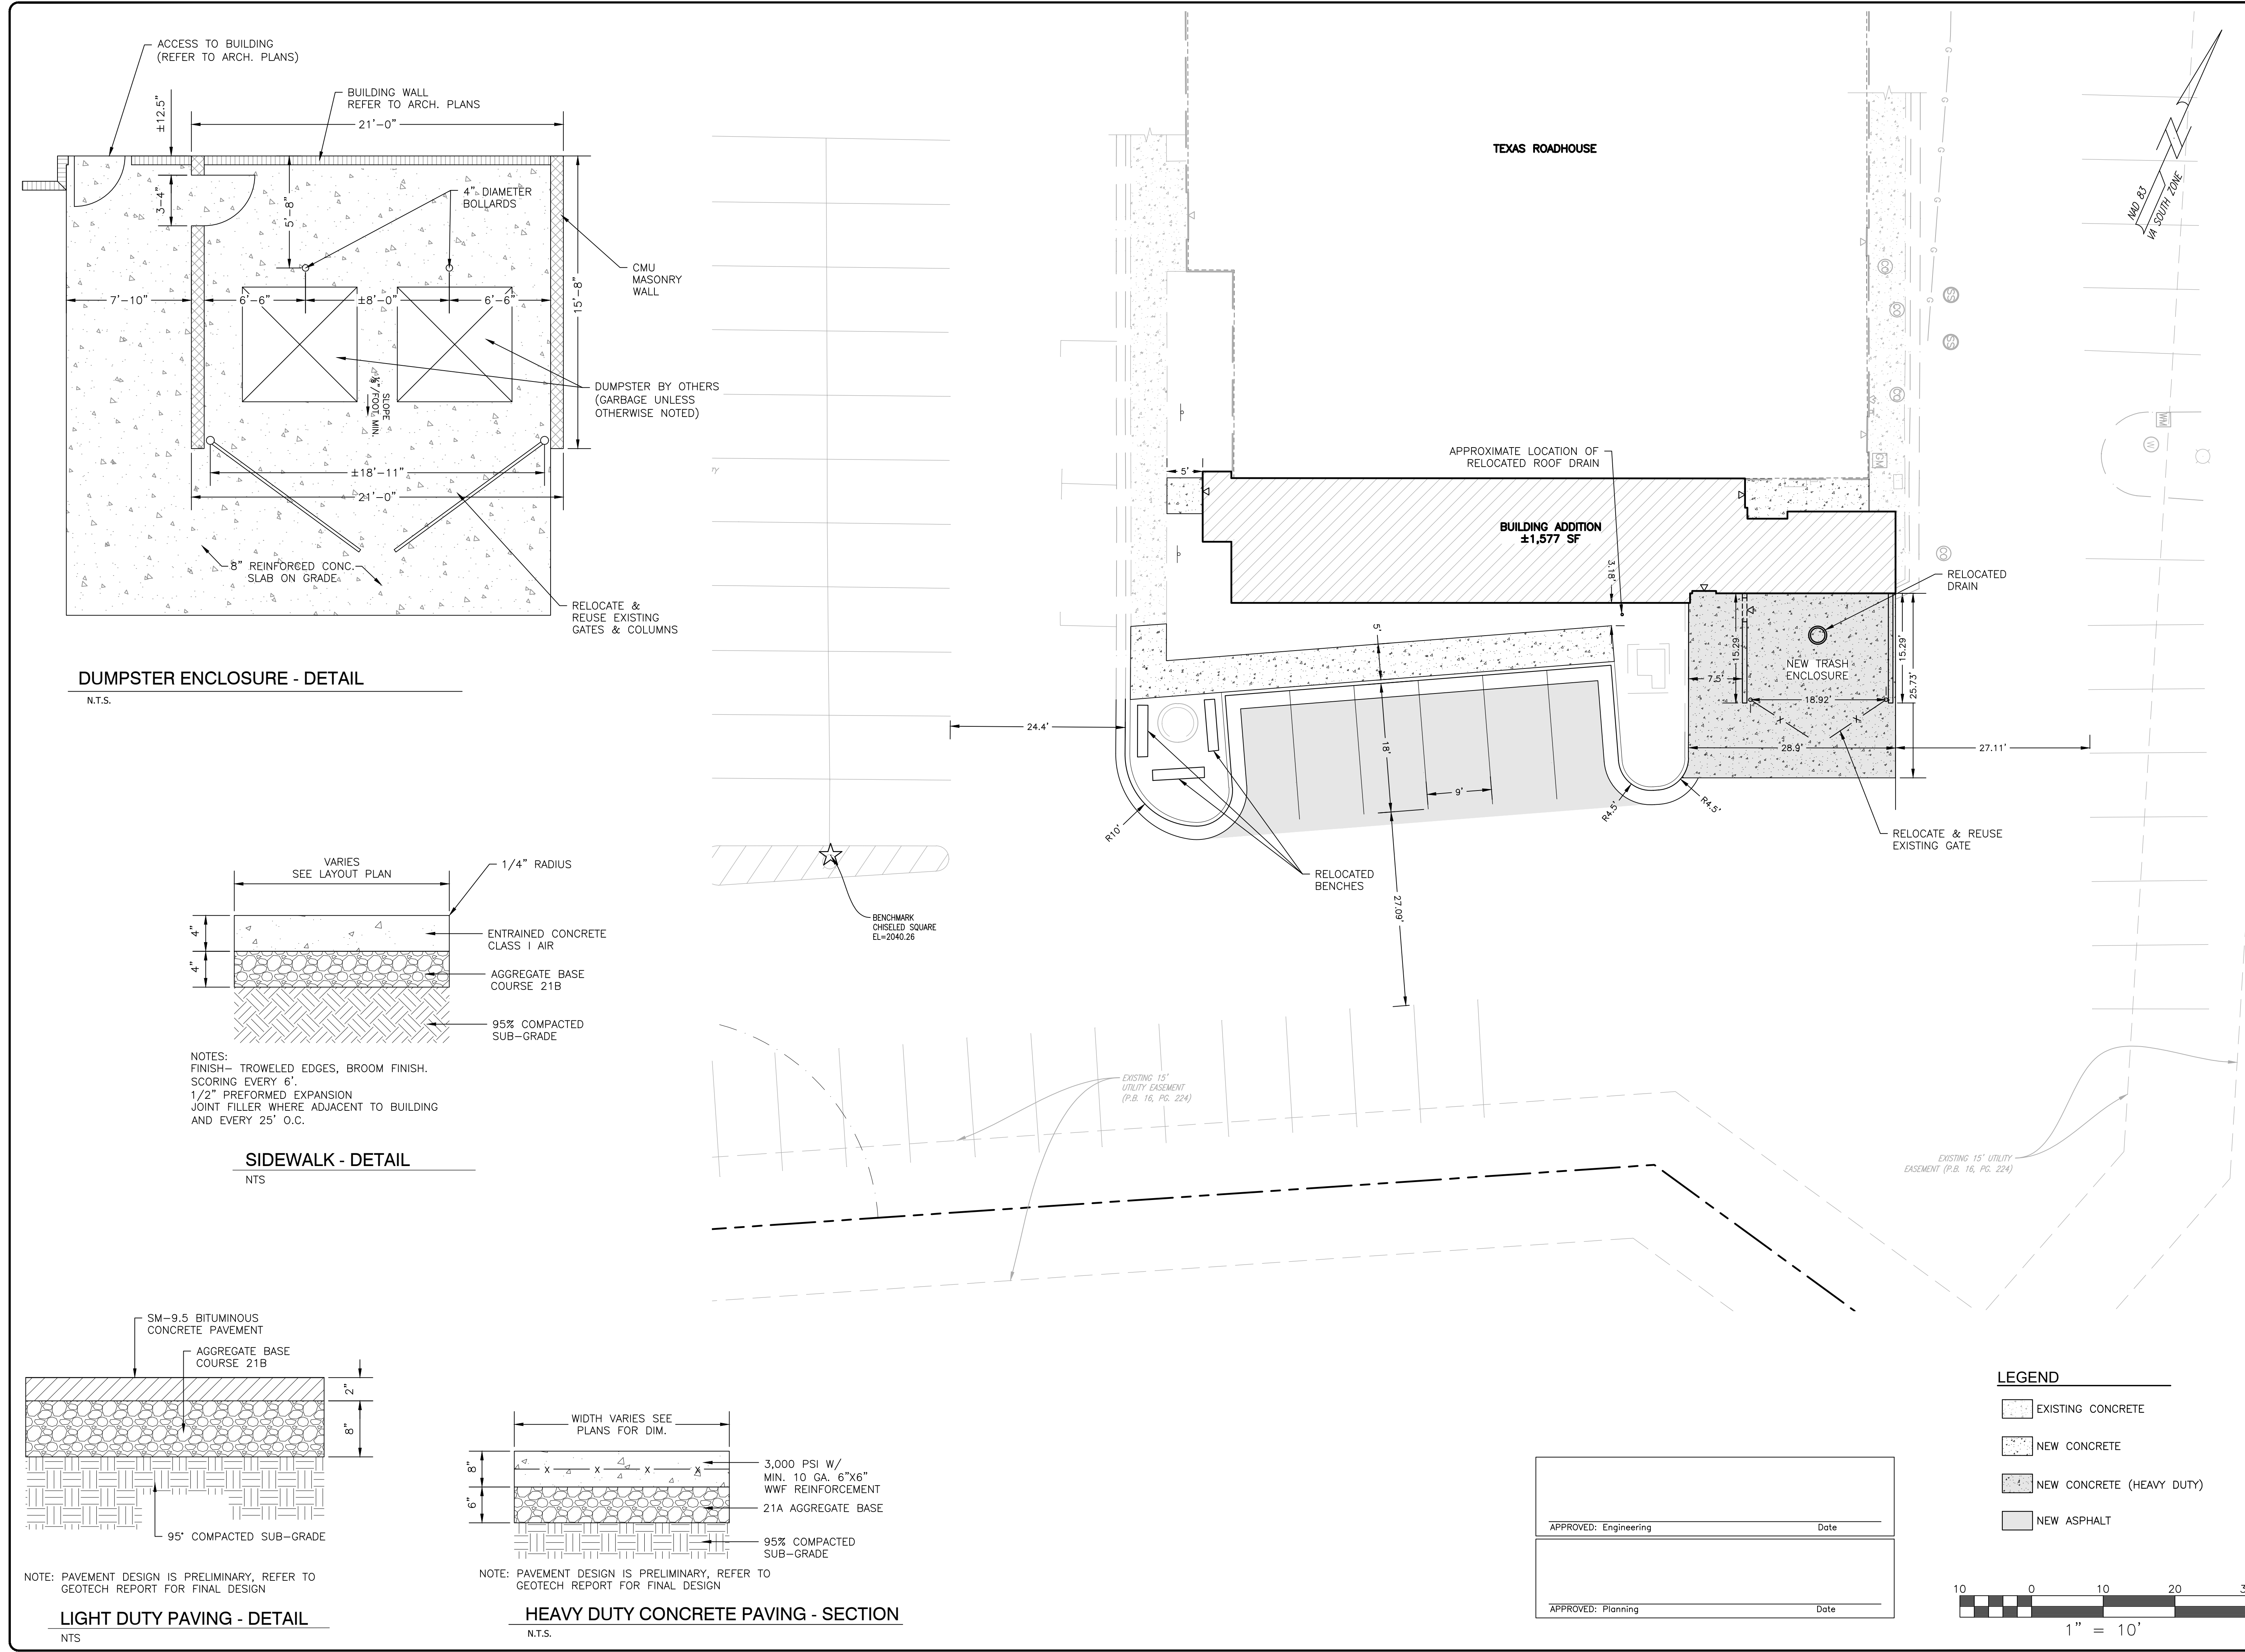 ACCESS TO BUILDING
(REFER TO ARCH. PLANS)
BUILDING WALL
REFER TO ARCH. PLANS
±12.5"
21'-0"
3-4"
5'-8"
4" DIAMETER
BOLLARDS
CMU
MASONRY
WALL
7'-10"
6'-6"
±8'-0"
6'-6"
15'-8"
DUMPSTER BY OTHERS
(GARBAGE UNLESS
OTHERWISE NOTED)
SLOPE
"/FOOT MIN.
±18'-11"
21'-0"
8" REINFORCED CONC.
SLAB ON GRADE
RELOCATE &
REUSE EXISTING
GATES & COLUMNS
DUMPSTER ENCLOSURE - DETAIL
N.T.S.
VARIES
SEE LAYOUT PLAN
1/4" RADIUS
4"
4"
ENTRAINED CONCRETE
CLASS I AIR
AGGREGATE BASE
COURSE 21B
95% COMPACTED
SUB-GRADE
NOTES:
FINISH- TROWELED EDGES, BROOM FINISH.
SCORING EVERY 6'.
1/2" PREFORMED EXPANSION
JOINT FILLER WHERE ADJACENT TO BUILDING
AND EVERY 25' O.C.
SIDEWALK - DETAIL
NTS
SM-9.5 BITUMINOUS
CONCRETE PAVEMENT
AGGREGATE BASE
COURSE 21B
2"
8"
95' COMPACTED SUB-GRADE
NOTE: PAVEMENT DESIGN IS PRELIMINARY, REFER TO
GEOTECH REPORT FOR FINAL DESIGN
LIGHT DUTY PAVING - DETAIL
NTS
WIDTH VARIES SEE
PLANS FOR DIM.
8"
6"
X X X X
3,000 PSI W/
MIN. 10 GA. 6"X6"
WWF REINFORCEMENT
21A AGGREGATE BASE
95% COMPACTED
SUB-GRADE
NOTE: PAVEMENT DESIGN IS PRELIMINARY, REFER TO
GEOTECH REPORT FOR FINAL DESIGN
HEAVY DUTY CONCRETE PAVING - SECTION
N.T.S.
TEXAS ROADHOUSE
G
G
G
G
G
G
G
NAD 83
VA SOUTH ZONE
CO
SS
CO
SS
CO
WM
W
GM
CO
APPROXIMATE LOCATION OF
RELOCATED ROOF DRAIN
5'
BUILDING ADDITION
±1,577 SF
3.18'
RELOCATED
DRAIN
5'
15.29'
NEW TRASH
ENCLOSURE
15.29'
25.73'
7.5'
18.92'
X X
24.4'
18'
28.9'
27.11'
9'
R10'
R4.5'
R4.5'
RELOCATE & REUSE
EXISTING GATE
RELOCATED
BENCHES
27.09'
BENCHMARK
CHISELED SQUARE
EL=2040.26
EXISTING 15'
UTILITY EASEMENT
(P.B. 16, PG. 224)
EXISTING 15' UTILITY
EASEMENT (P.B. 16, PG. 224)
APPROVED: Engineering Date
APPROVED: Planning Date
LEGEND
EXISTING CONCRETE
NEW CONCRETE
NEW CONCRETE (HEAVY DUTY)
NEW ASPHALT
10 0 10 20
1" = 10'